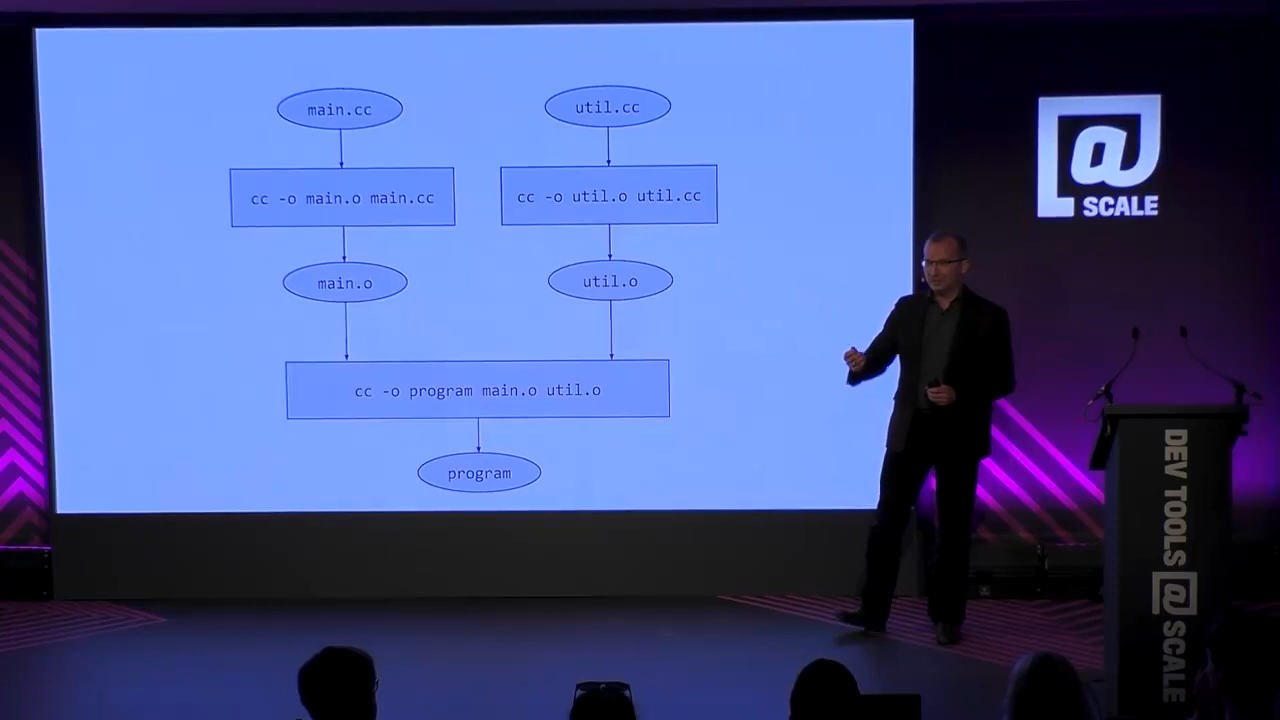 main.cc
util.cc
cc -o main.o main.cc
cc -o util.o util.cc
main.o
util.o
cc -o program main.o util.o
program
@
SCALE
DEV TOOLS @ SCALE